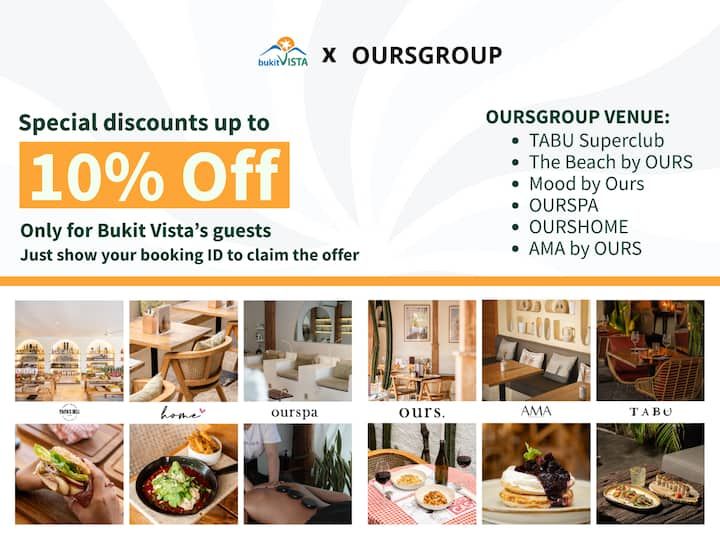 bukitVISTA x OURSGROUP
Special discounts up to
10% Off
Only for Bukit Vista's guests
Just show your booking ID to claim the offer
OURSGROUP VENUE:
• TABU Superclub
• The Beach by OURS
• Mood by Ours
• OURSPA
• OURSHOME
• AMA by OURS
home
ourspa
ours.
AMA
TABU